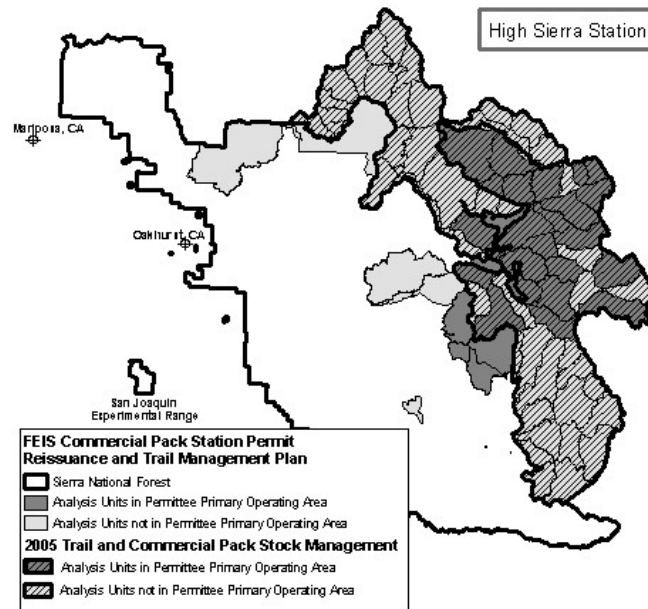 High Sierra Station
Mariposa, CA
Oakhurst, CA
San Joaquin
Experimental Range
FEIS Commercial Pack Station Permit
Reissuance and Trail Management Plan
Sierra National Forest
Analysis Units in Permittee Primary Operating Area
Analysis Units not in Permittee Primary Operating Area
2005 Trail and Commercial Pack Stock Management
Analysis Units in Permittee Primary Operating Area
Analysis Units not in Permittee Primary Operating Area